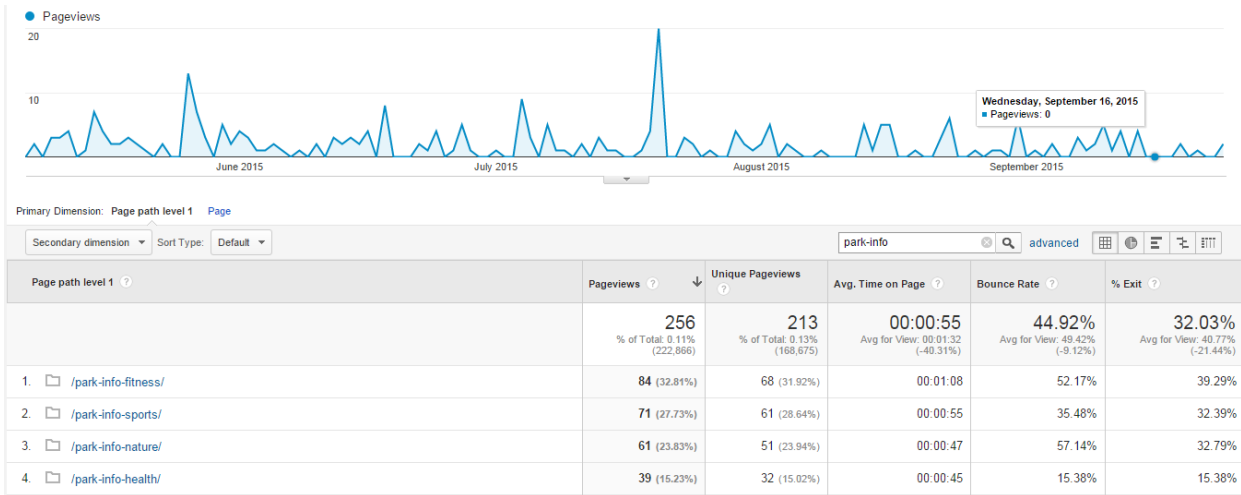 Pageviews
20
10
Wednesday, September 16, 2015
Pageviews: 0
June 2015 July 2015 August 2015 September 2015
Primary Dimension: Page path level 1 Page
Secondary dimension Sort Type: Default park-info advanced
Page path level 1 ? Pageviews ? Unique Pageviews ? Avg. Time on Page ? Bounce Rate ? % Exit ?
256 213 00:00:55 44.92% 32.03%
% of Total: 0.11% % of Total: 0.13% Avg for View: 00:01:32 Avg for View: 49.42% Avg for View: 40.77%
(222,866) (168,675) (-40.31%) (-9.12%) (-21.44%)
1. /park-info-fitness/ 84 (32.81%) 68 (31.92%) 00:01:08 52.17% 39.29%
2. /park-info-sports/ 71 (27.73%) 61 (28.64%) 00:00:55 35.48% 32.39%
3. /park-info-nature/ 61 (23.83%) 51 (23.94%) 00:00:47 57.14% 32.79%
4. /park-info-health/ 39 (15.23%) 32 (15.02%) 00:00:45 15.38% 15.38%